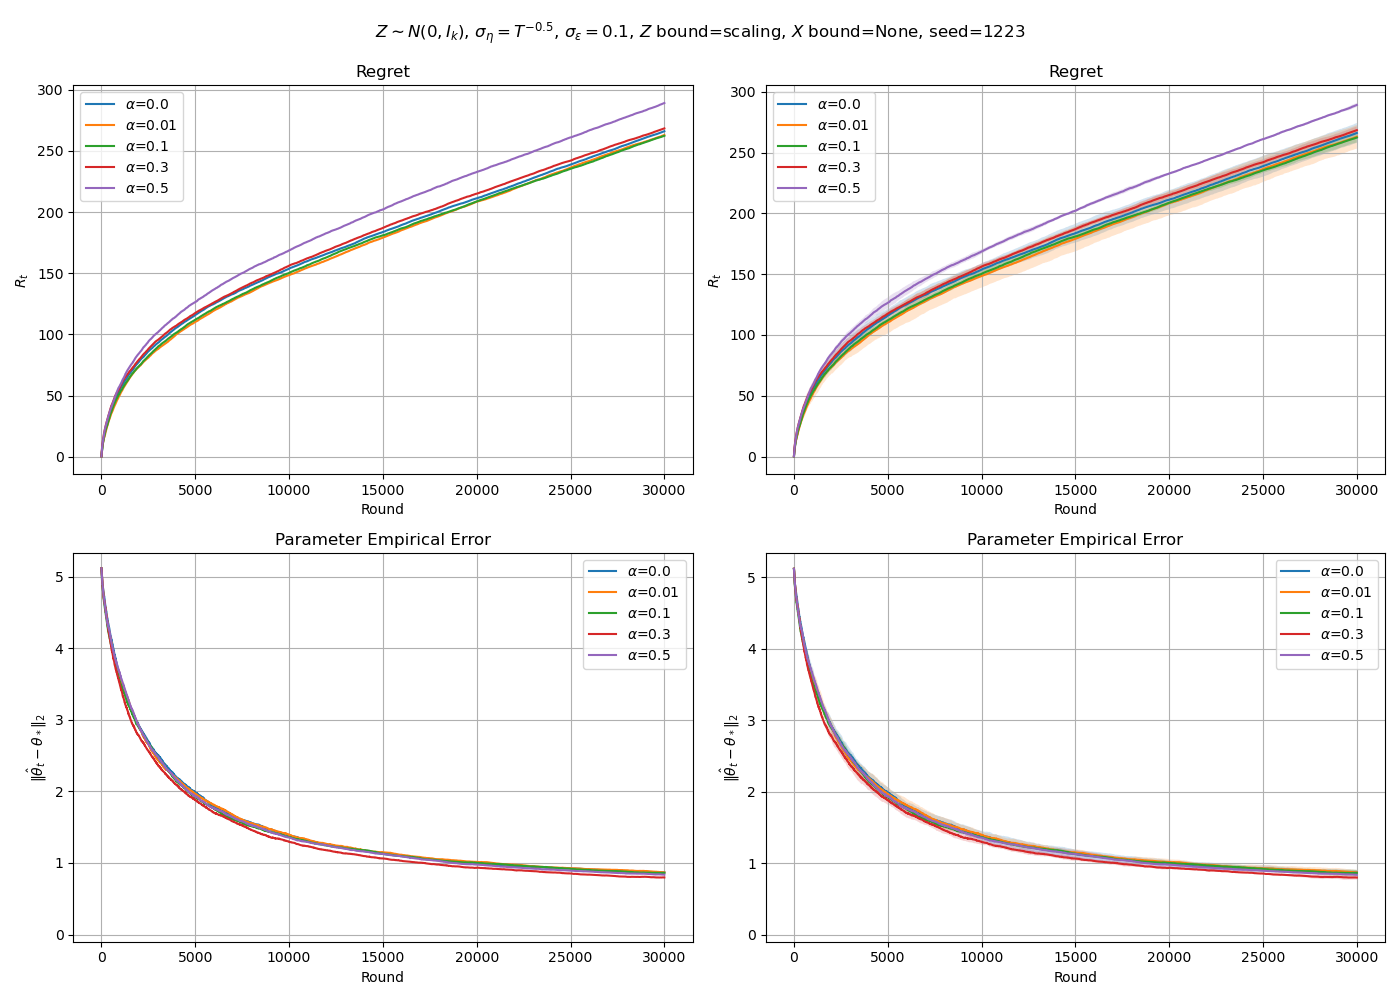 Z ∼ N(0, I_k), σ_η = T^{−0.5}, σ_ε = 0.1, Z bound=scaling, X bound=None, seed=1223
Regret
300
250
200
150
100
50
0
R_t
0 5000 10000 15000 20000 25000 30000
Round
α=0.0
α=0.01
α=0.1
α=0.3
α=0.5
Regret
300
250
200
150
100
50
0
R_t
0 5000 10000 15000 20000 25000 30000
Round
α=0.0
α=0.01
α=0.1
α=0.3
α=0.5
Parameter Empirical Error
5
4
3
2
1
0
‖θ̂_t − θ_*‖_2
0 5000 10000 15000 20000 25000 30000
Round
α=0.0
α=0.01
α=0.1
α=0.3
α=0.5
Parameter Empirical Error
5
4
3
2
1
0
‖θ̂_t − θ_*‖_2
0 5000 10000 15000 20000 25000 30000
Round
α=0.0
α=0.01
α=0.1
α=0.3
α=0.5